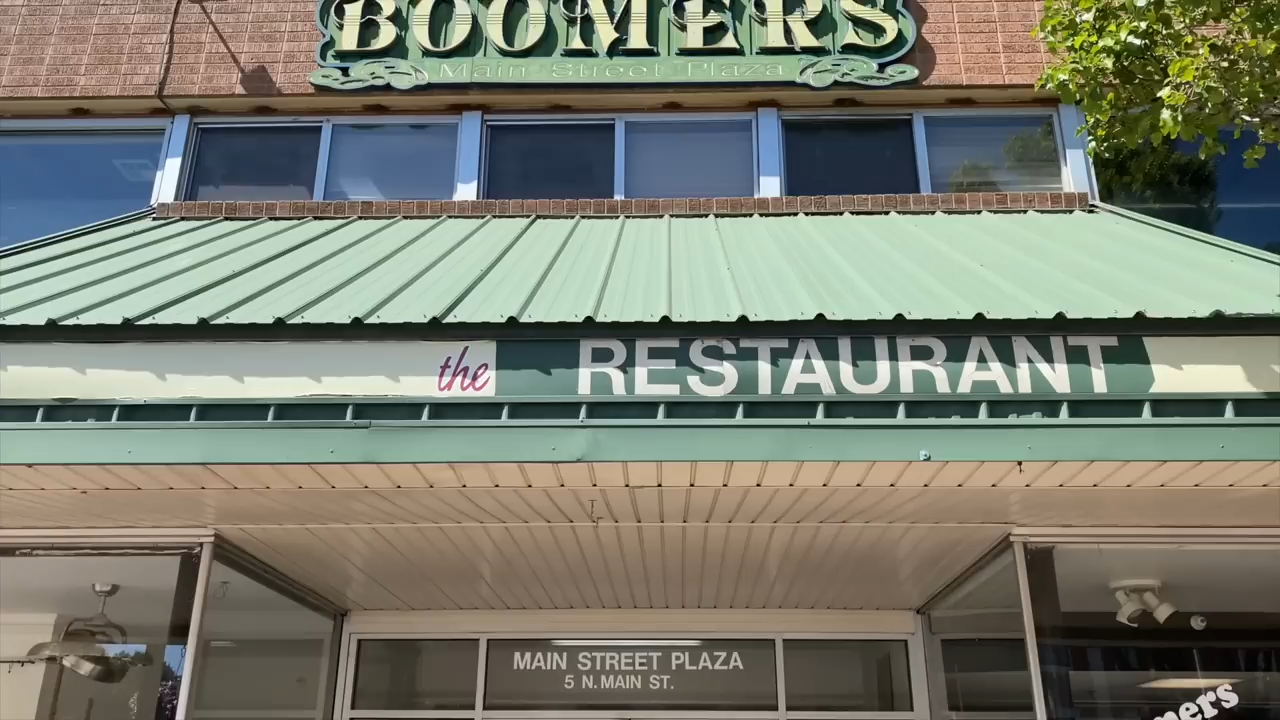 BOOMERS
Main Street Plaza
the RESTAURANT
MAIN STREET PLAZA
5 N. MAIN ST.